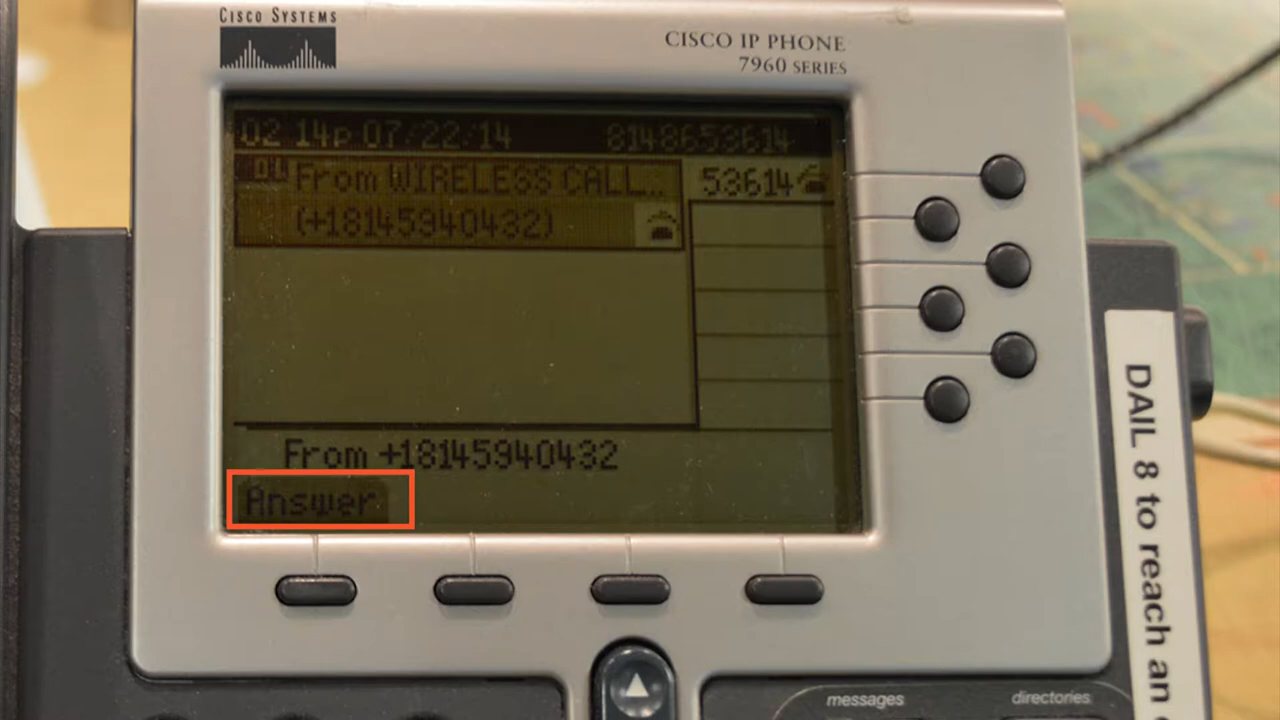 CISCO SYSTEMS
CISCO IP PHONE
7960 SERIES
02 14p 07/22/14 8148653614
From WIRELESS CALL...
(+18145940432)
53614
From +18145940432
Answer
DAIL 8 to reach an
messages
directories